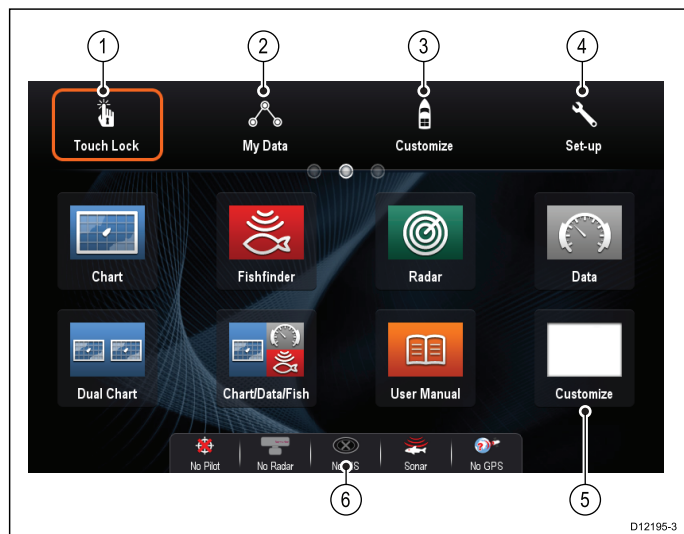 1 2 3 4
Touch Lock My Data Customize Set-up
Chart Fishfinder Radar Data
Dual Chart Chart/Data/Fish User Manual Customize
No Pilot No Radar Sonar No GPS
6 5
D12195-3